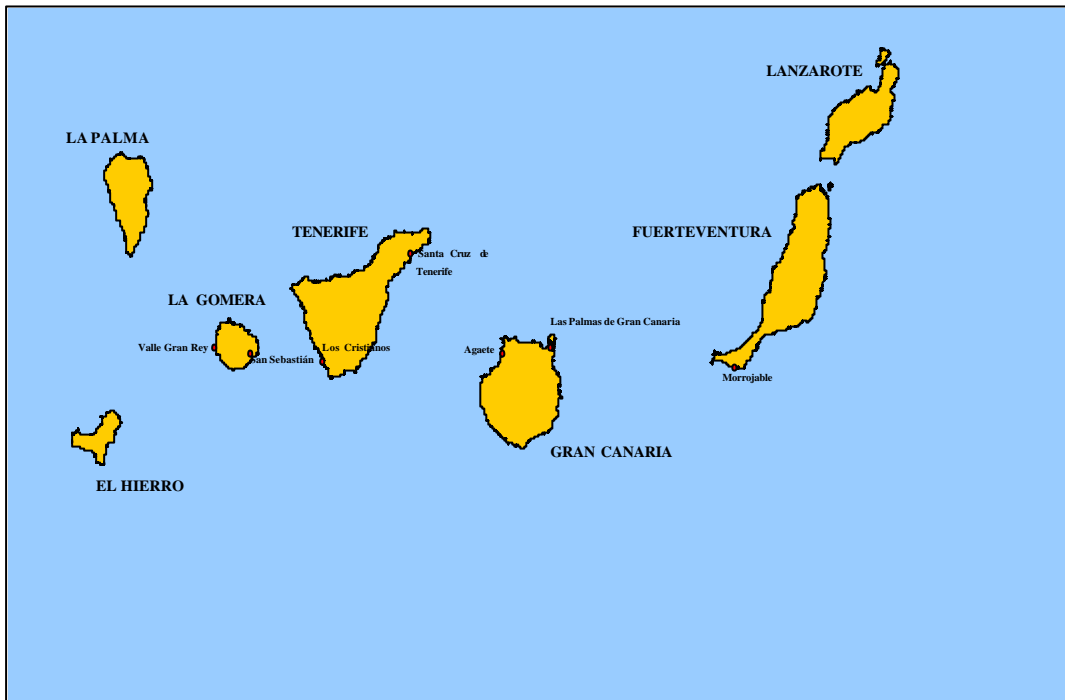 LANZAROTE
LA PALMA
TENERIFE
FUERTEVENTURA
Santa Cruz de
Tenerife
LA GOMERA
Las Palmas de Gran Canaria
Valle Gran Rey
San Sebastián
Los Cristianos
Agaete
Morrojable
GRAN CANARIA
EL HIERRO